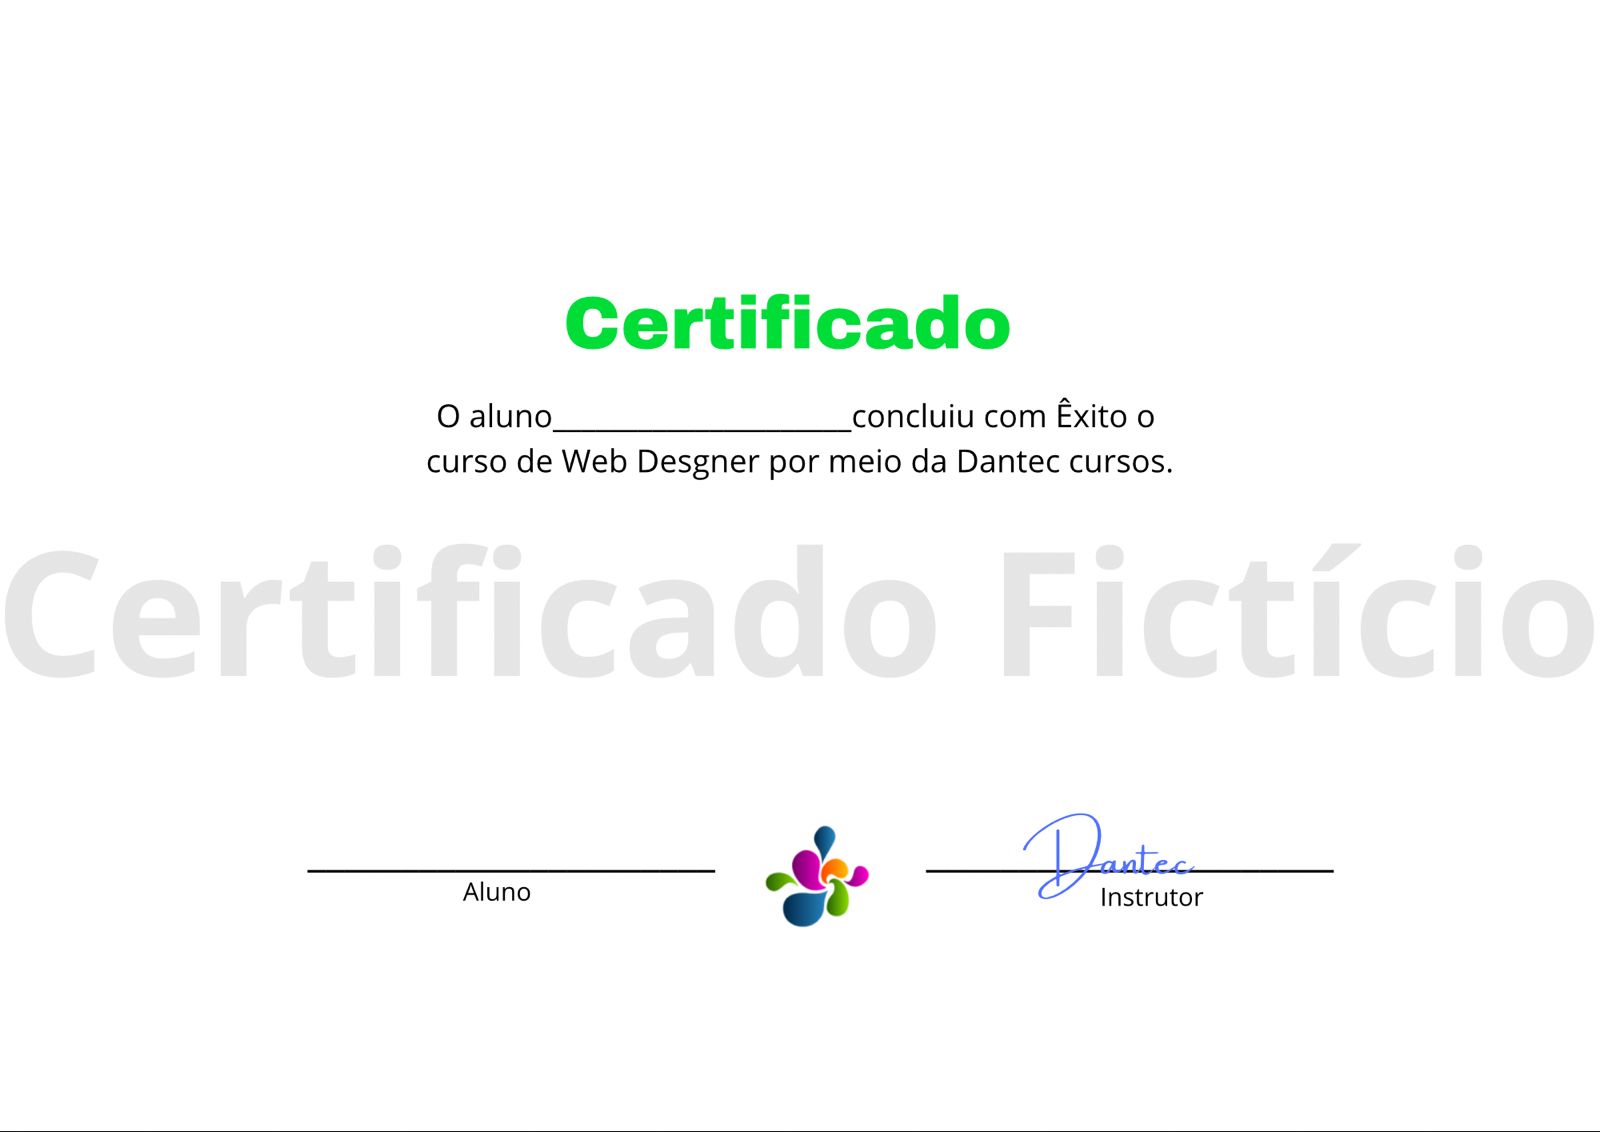 Certificado
O aluno____________________concluiu com Êxito o
curso de Web Desgner por meio da Dantec cursos.
Certificado Fictício
Dantec
Aluno
Instrutor